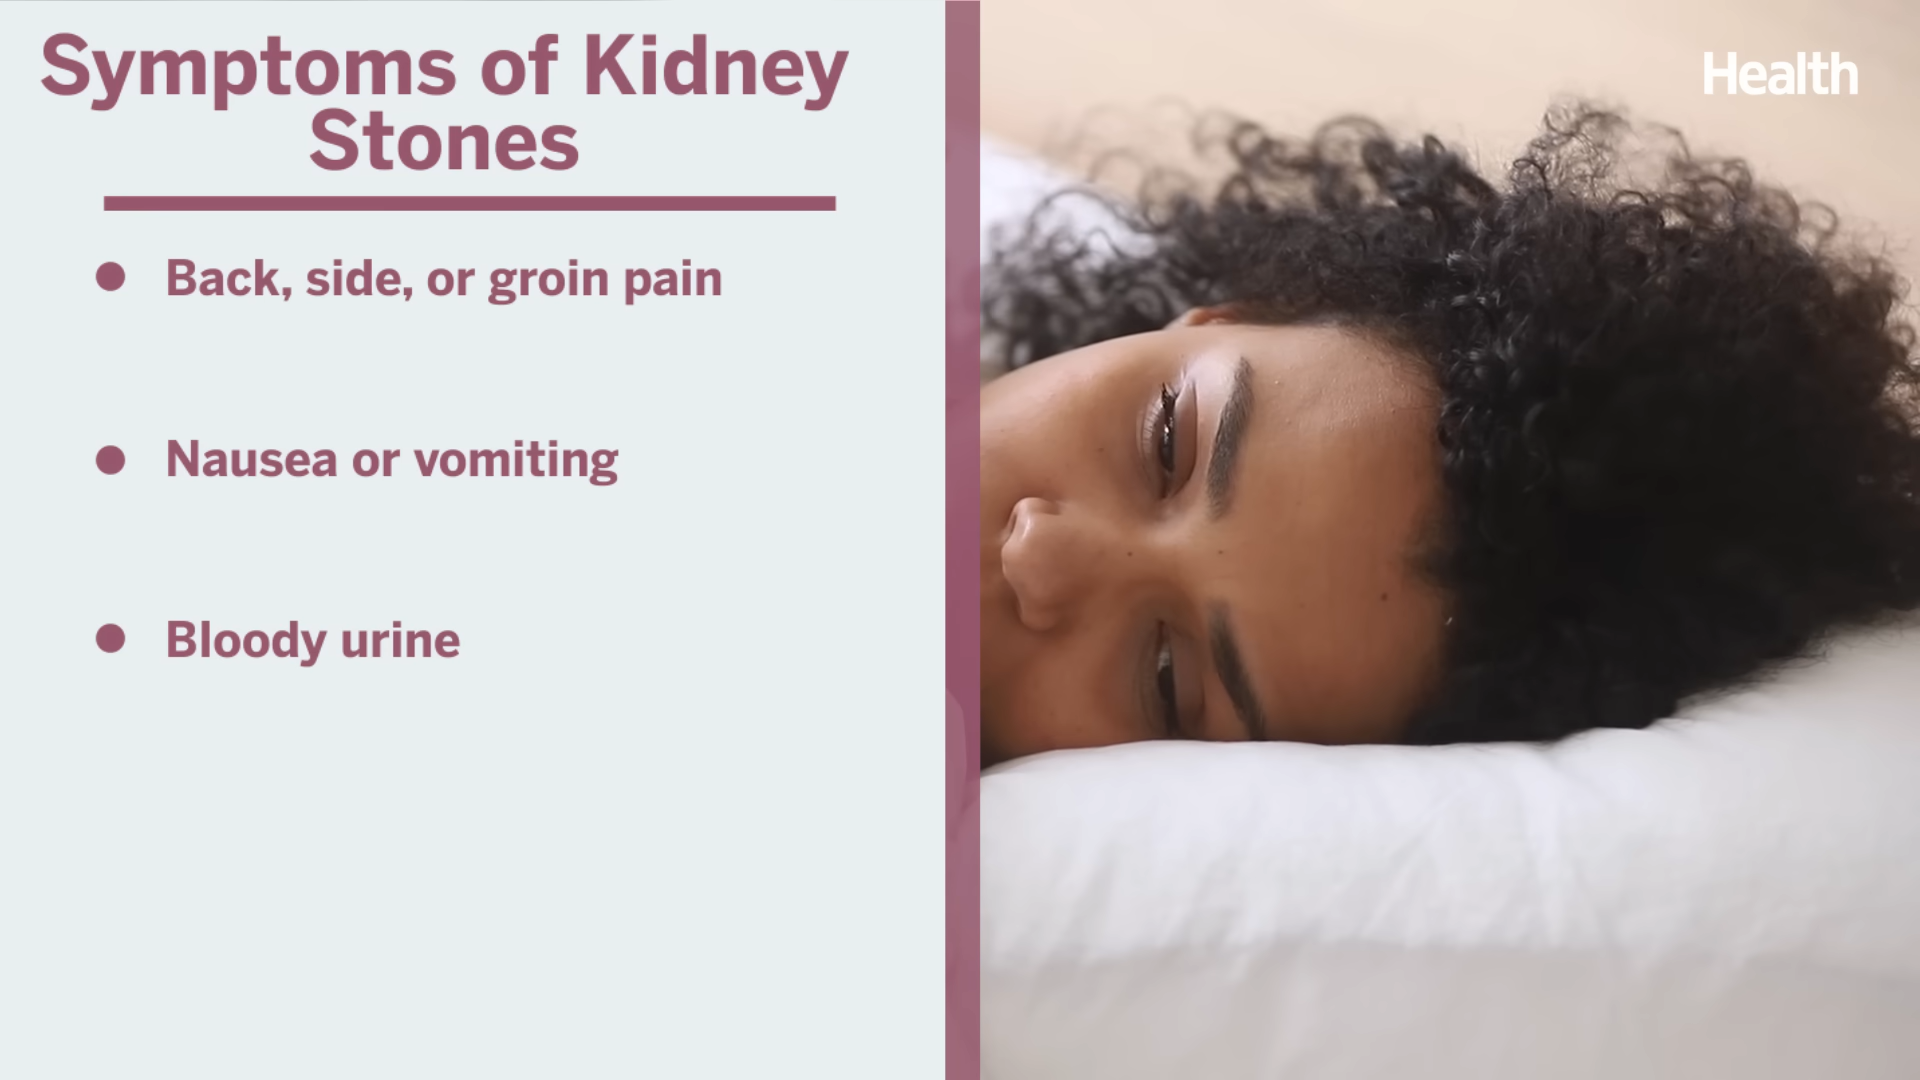 Symptoms of Kidney
Stones
Health
Back, side, or groin pain
Nausea or vomiting
Bloody urine